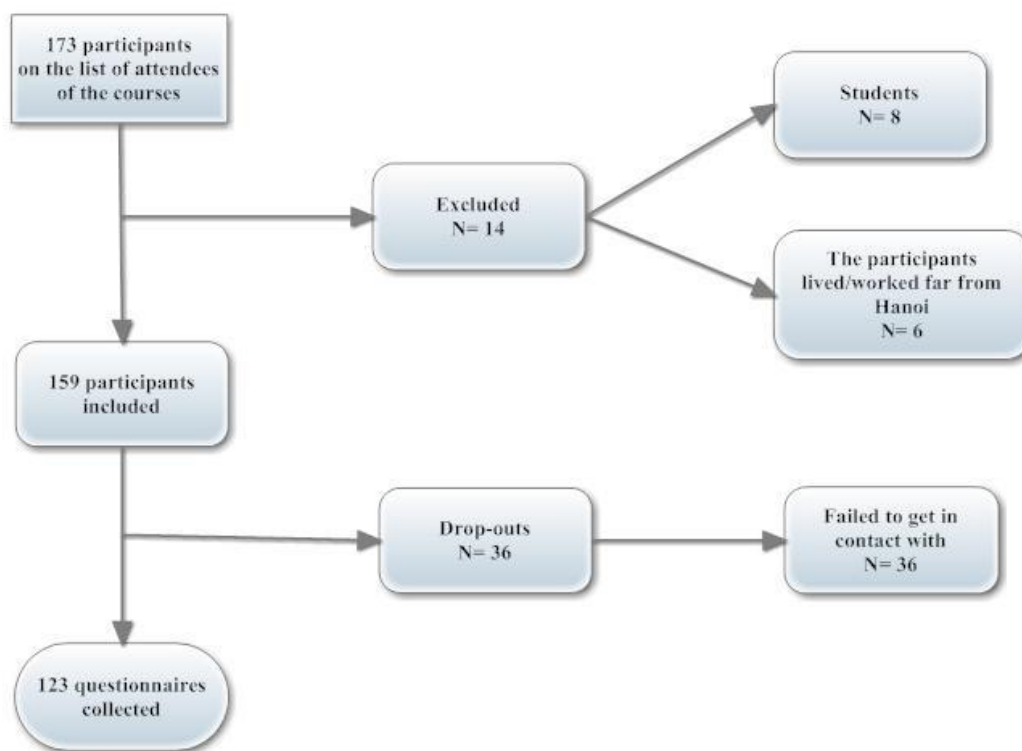 173 participants
on the list of attendees
of the courses
Students
N= 8
Excluded
N= 14
The participants
lived/worked far from
Hanoi
N= 6
159 participants
included
Drop-outs
N= 36
Failed to get in
contact with
N= 36
123 questionnaires
collected